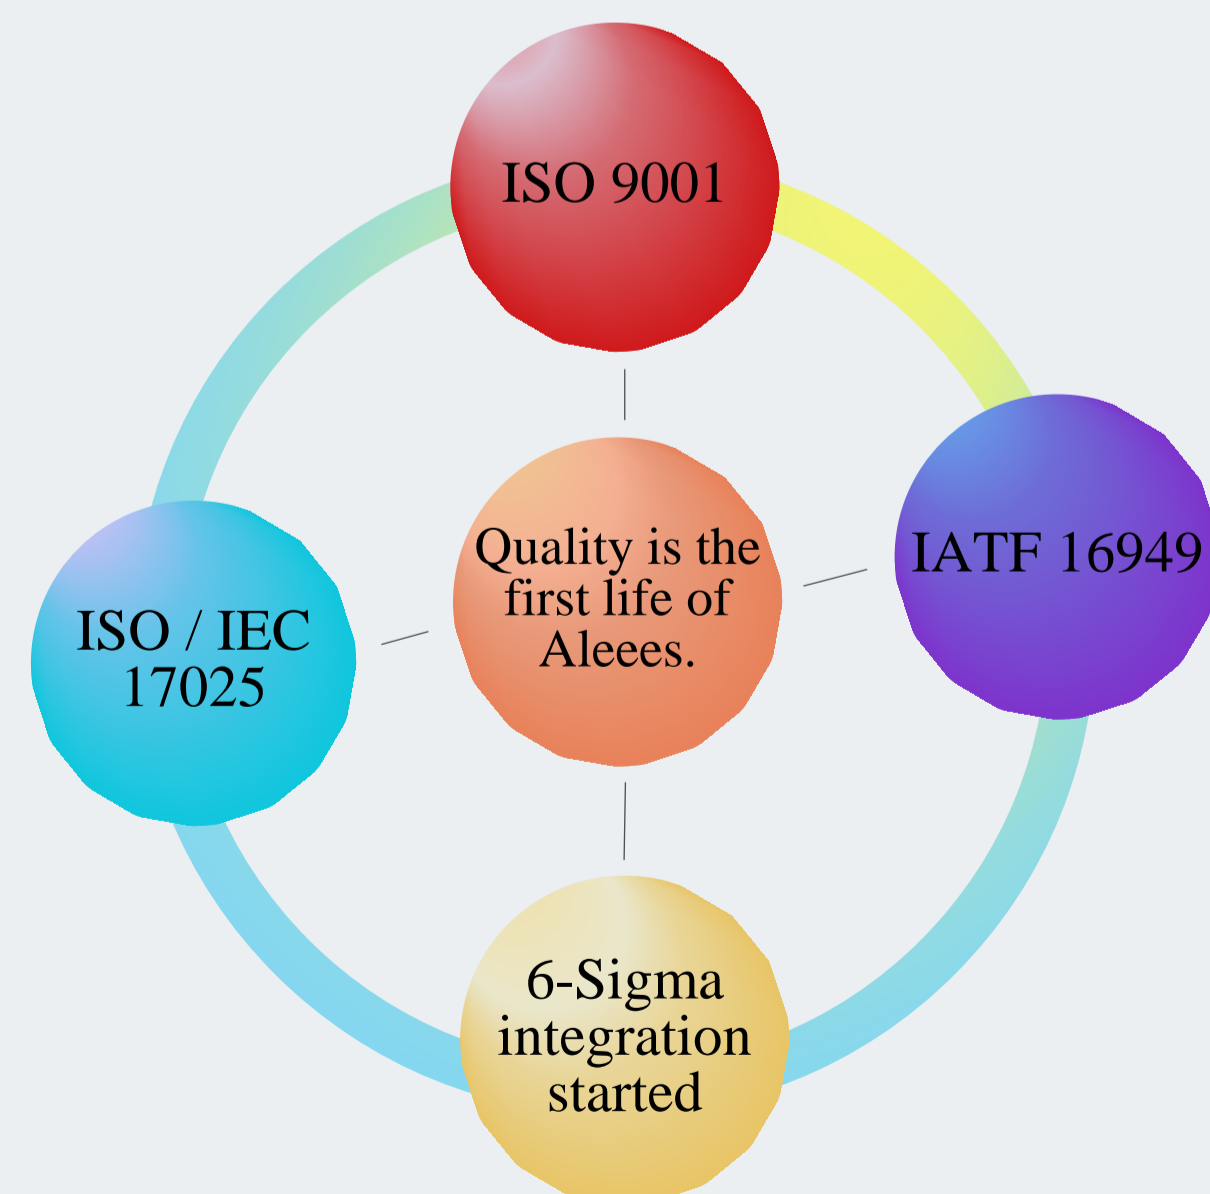 ISO 9001
IATF 16949
Quality is the
first life of
Aleees.
ISO / IEC
17025
6-Sigma
integration
started